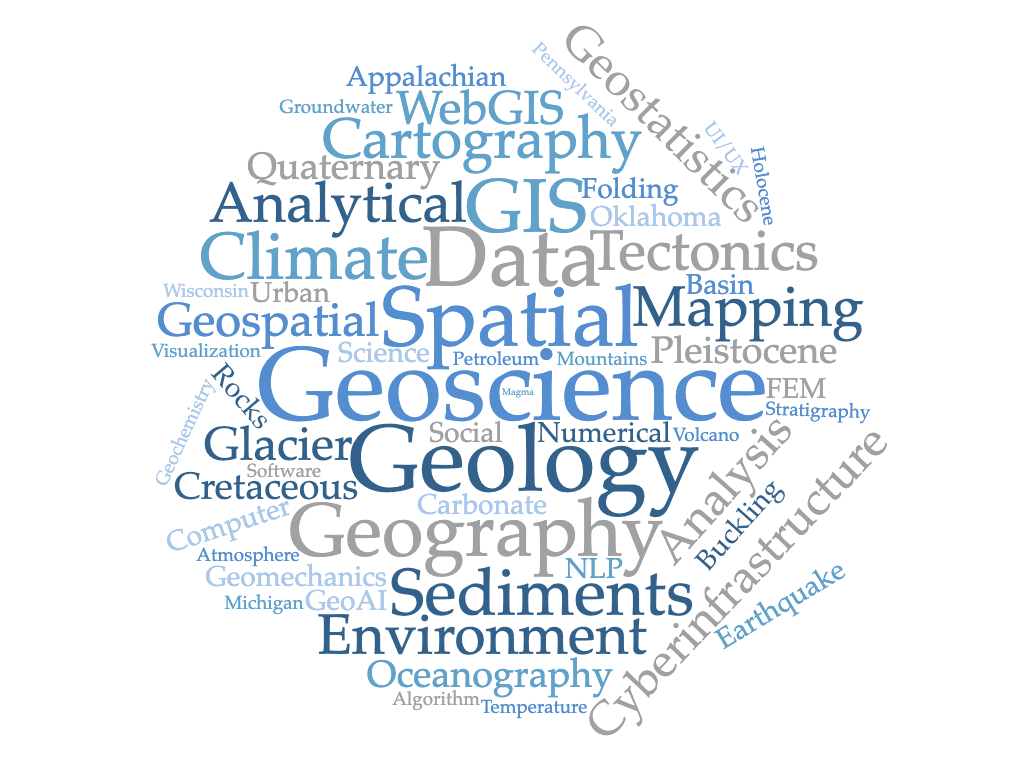 Geostatistics
Pennsylvania
Appalachian
WebGIS
Groundwater
Cartography
UI/UX
Holocene
Quaternary
Analytical
GIS
Folding
Oklahoma
Climate
Data
Tectonics
Basin
Wisconsin
Urban
Spatial
Mapping
Geospatial
Visualization
Science
Petroleum
Mountains
Pleistocene
Rocks
Geoscience
Magma
FEM
Stratigraphy
Geochemistry
Glacier
Social
Numerical
Volcano
Geology
Analysis
Software
Cretaceous
Carbonate
Buckling
Cyberinfrastructure
Computer
Geography
Atmosphere
NLP
Geomechanics
Earthquake
Michigan
GeoAI
Sediments
Environment
Oceanography
Algorithm
Temperature